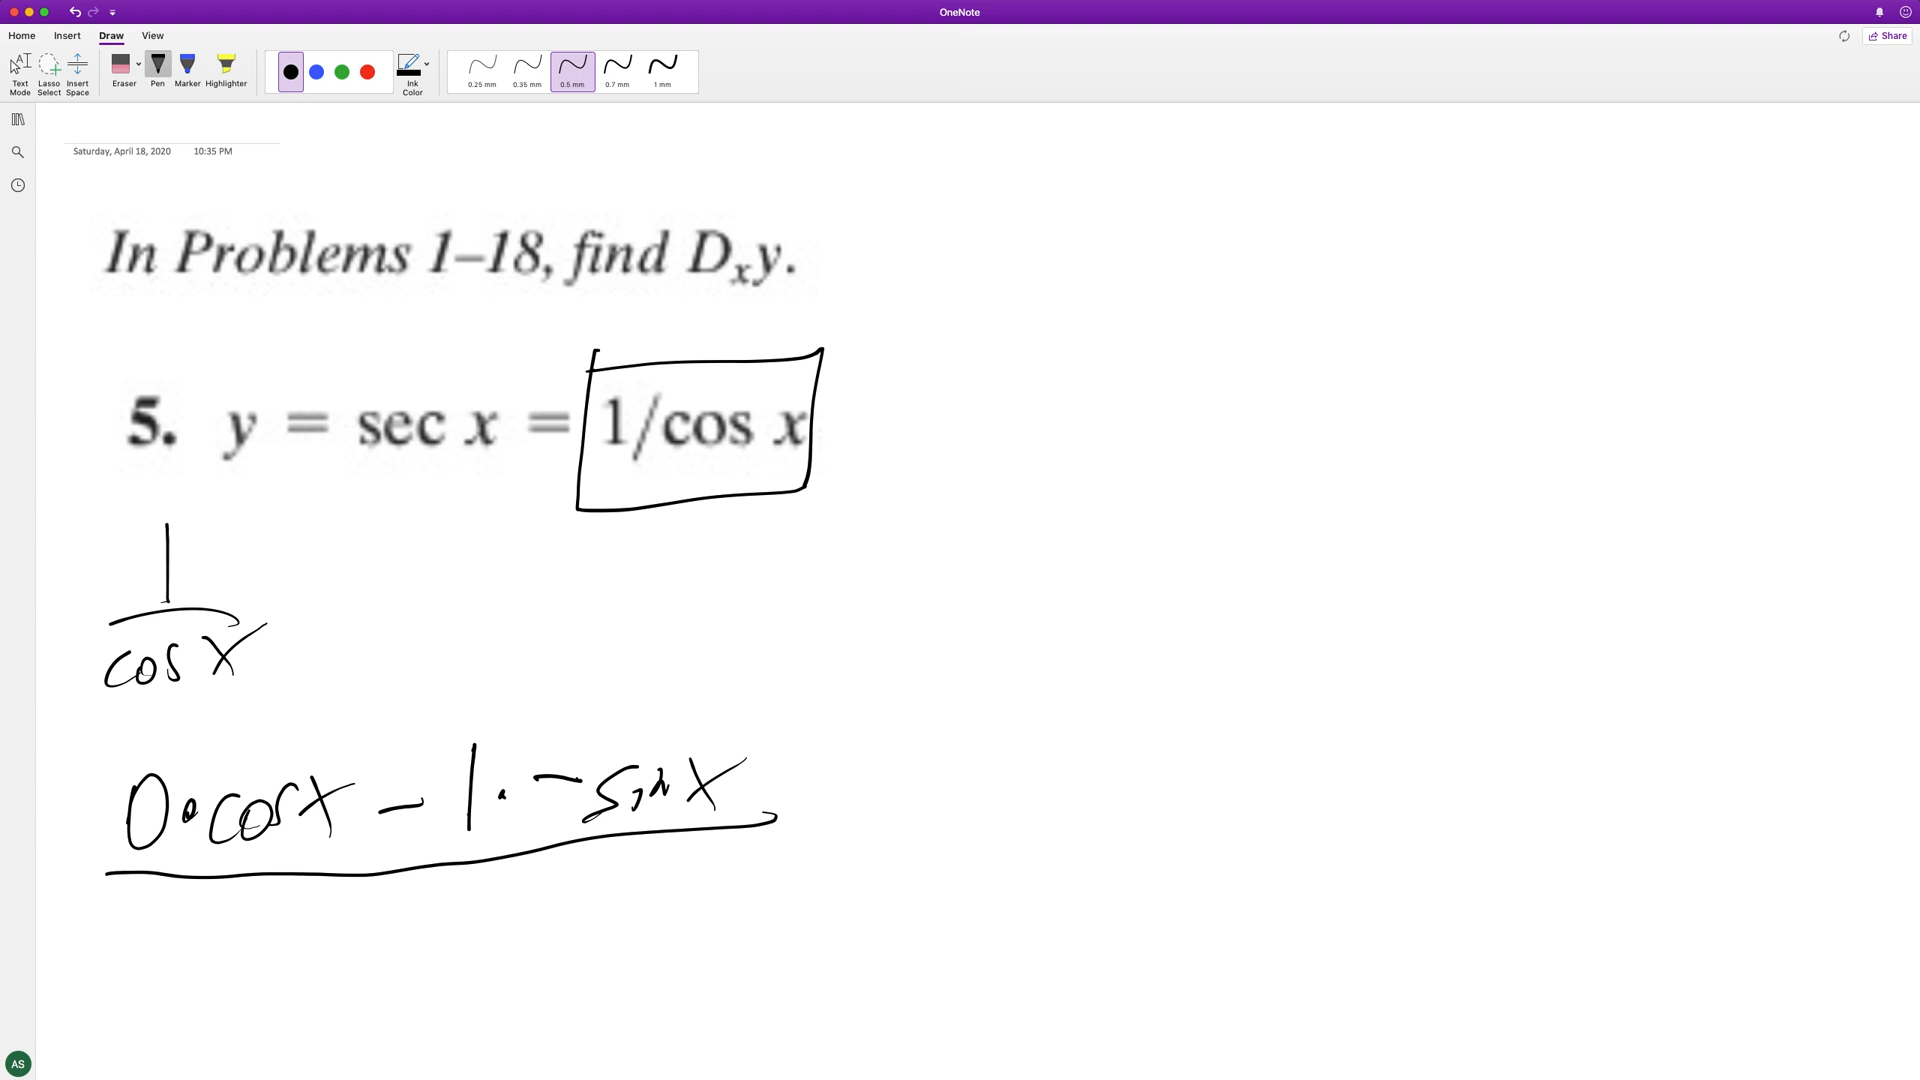 OneNote
Home Insert Draw View
Share
Text Mode
Lasso Select
Insert Space
Eraser
Pen
Marker
Highlighter
Ink Color
0.25 mm 0.35 mm 0.5 mm 0.7 mm 1 mm
Saturday, April 18, 2020 10:35 PM
In Problems 1–18, find Dₓy.
5. y = sec x = 1/cos x
1
cos x
0·cos x − 1·−sin x
AS